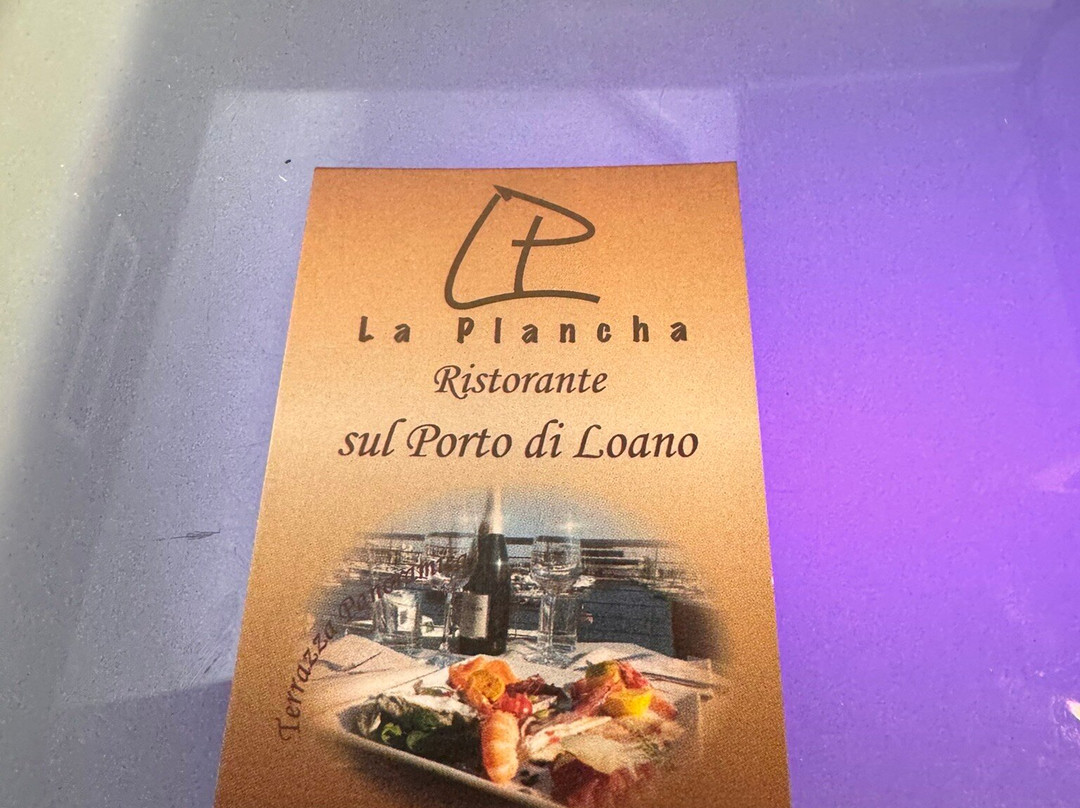 LP
La Plancha
Ristorante
sul Porto di Loano
Terrazza Panoramica